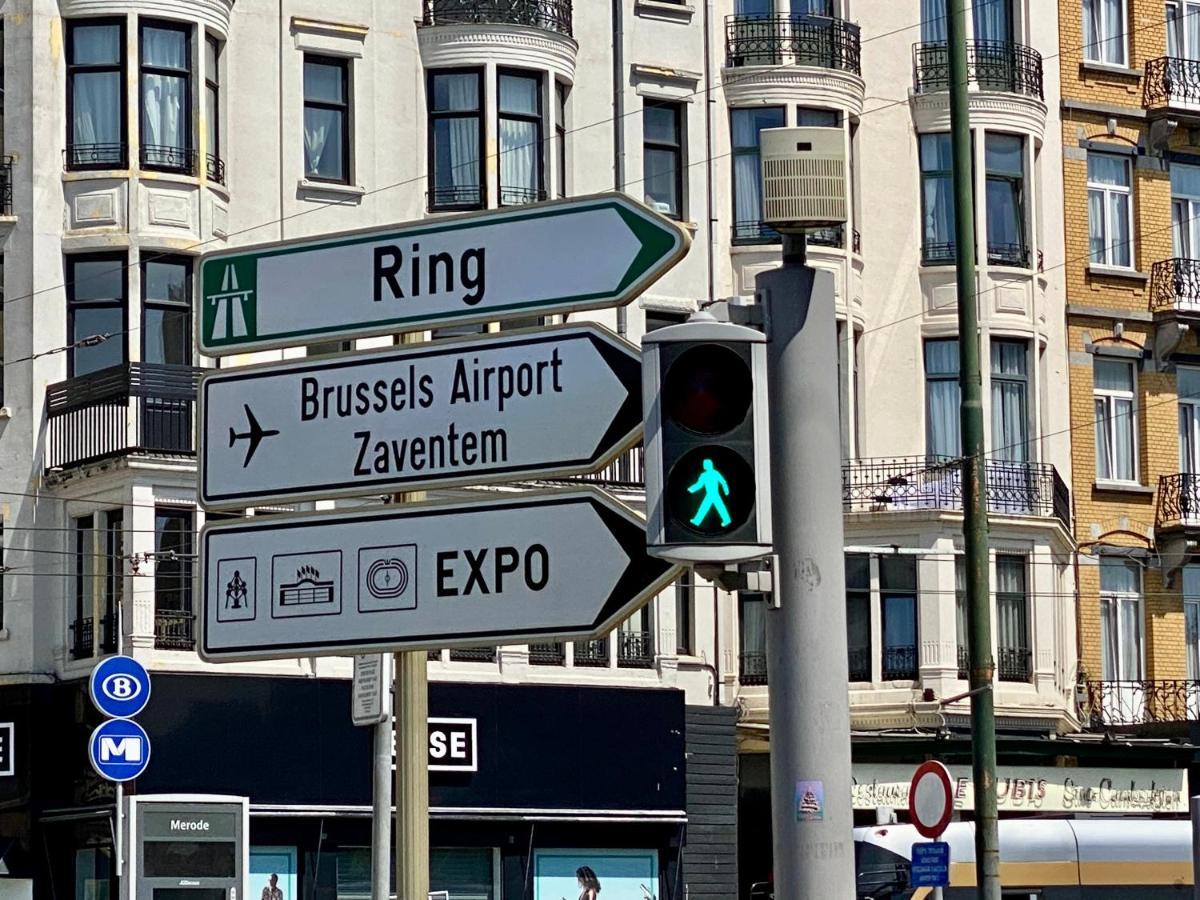 Ring
Brussels Airport
Zaventem
EXPO
B
M
SE
Merode